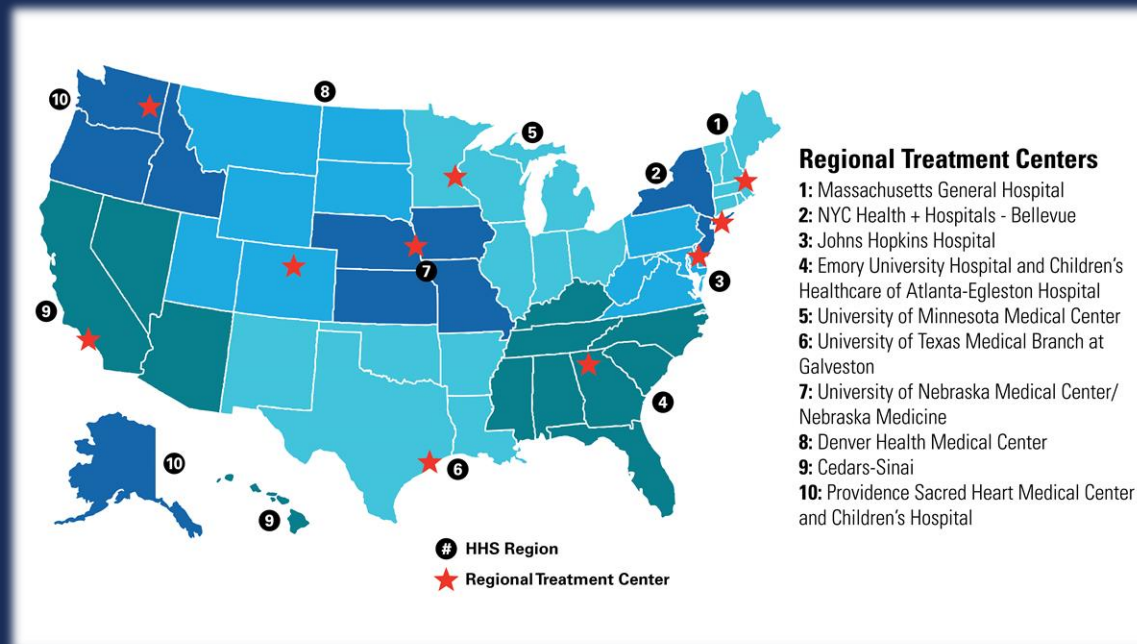 10
8
5
1
2
7
3
9
4
6
10
9
# HHS Region
Regional Treatment Center
Regional Treatment Centers
1: Massachusetts General Hospital
2: NYC Health + Hospitals - Bellevue
3: Johns Hopkins Hospital
4: Emory University Hospital and Children's
Healthcare of Atlanta-Egleston Hospital
5: University of Minnesota Medical Center
6: University of Texas Medical Branch at
Galveston
7: University of Nebraska Medical Center/
Nebraska Medicine
8: Denver Health Medical Center
9: Cedars-Sinai
10: Providence Sacred Heart Medical Center
and Children's Hospital